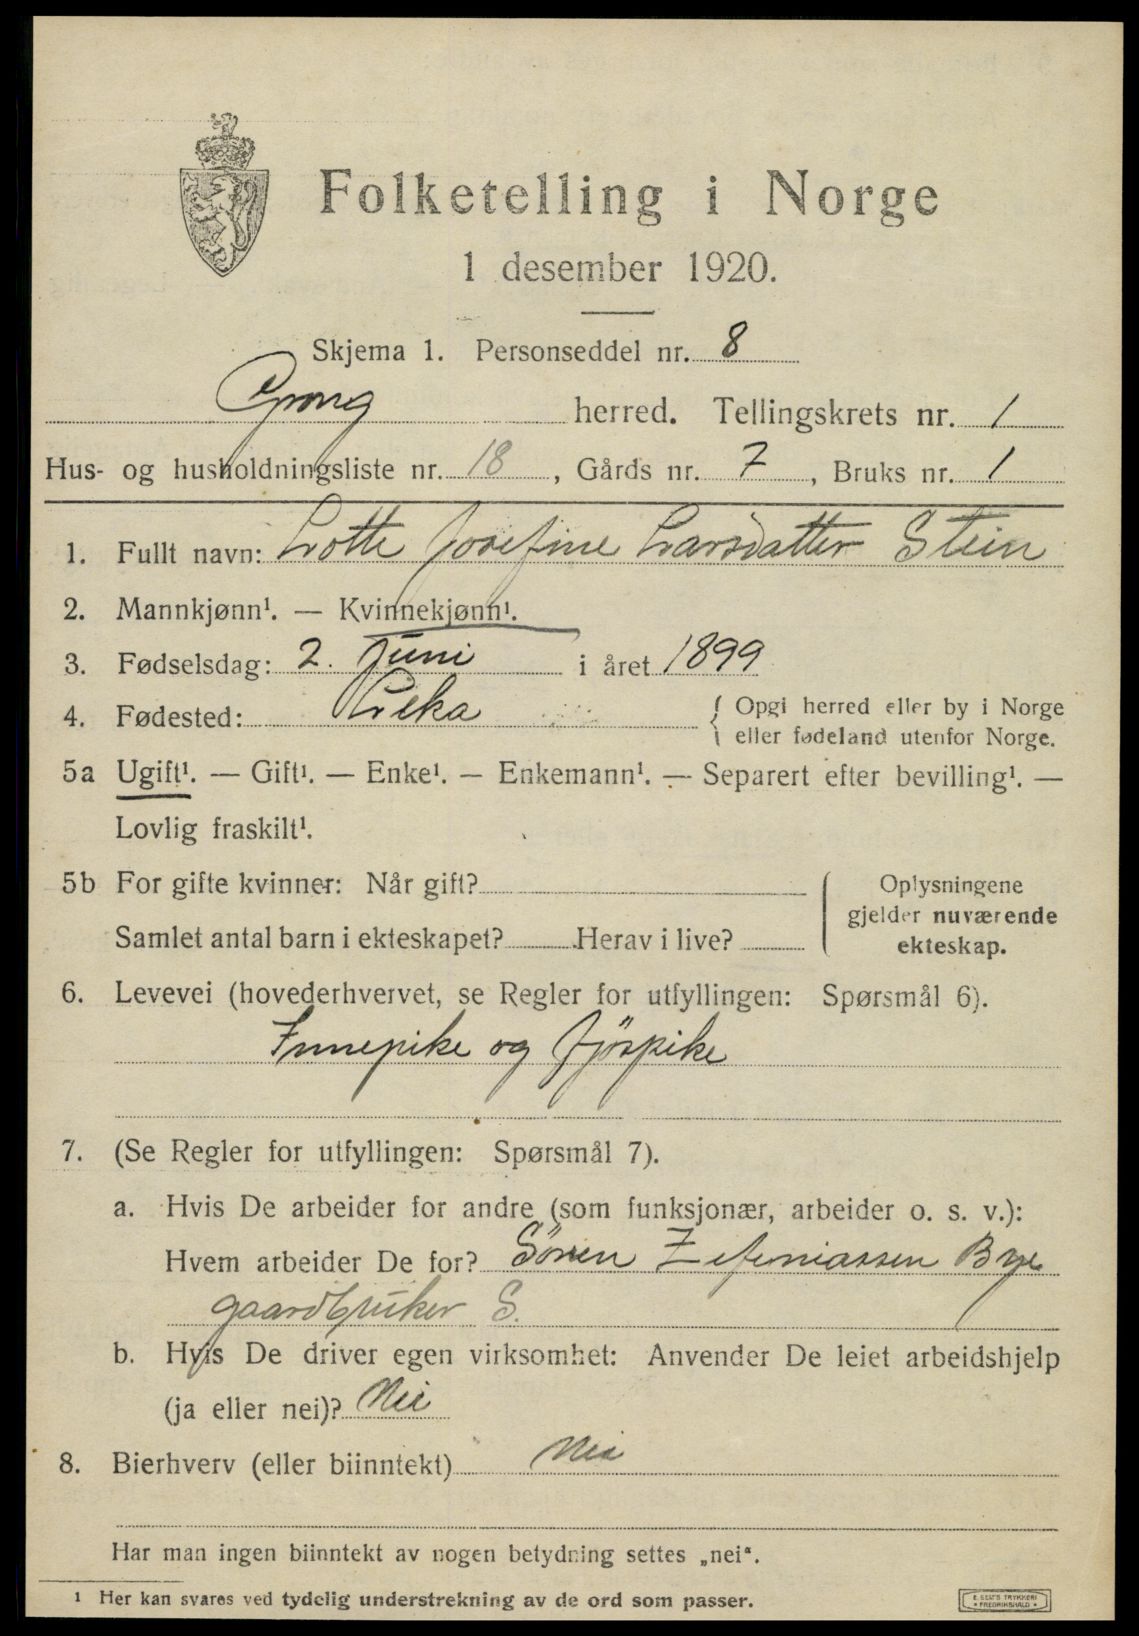 Folketelling i Norge
1 desember 1920.
Skjema 1. Personseddel nr. 8
Grong herred. Tellingskrets nr. 1
Hus- og husholdningsliste nr. 18, Gårds nr. 7, Bruks nr. 1
1. Fullt navn: Lotte Josefine Larsdatter Stein
2. Mannkjønn¹. — Kvinnekjønn¹.
3. Fødselsdag: 2. Juni i året 1899
4. Fødested: Leka { Opgi herred eller by i Norge
eller fødeland utenfor Norge.
5a Ugift¹. — Gift¹. — Enke¹. — Enkemann¹. — Separert efter bevilling¹. —
Lovlig fraskilt¹.
5b For gifte kvinner: Når gift?
Samlet antal barn i ekteskapet? Herav i live?
Oplysningene
gjelder nuværende
ekteskap.
6. Levevei (hovederhvervet, se Regler for utfyllingen: Spørsmål 6).
Innepike og fjöspike
7. (Se Regler for utfyllingen: Spørsmål 7).
a. Hvis De arbeider for andre (som funksjonær, arbeider o. s. v.):
Hvem arbeider De for? Sören Zefaniassen Bye
gaardbruker S.
b. Hvis De driver egen virksomhet: Anvender De leiet arbeidshjelp
(ja eller nei)? Nei
8. Bierhverv (eller biinntekt) Nei
Har man ingen biinntekt av nogen betydning settes „nei“.
¹ Her kan svares ved tydelig understrekning av de ord som passer.
E. SEMS TRYKKERI
• FREDRIKSHALD •